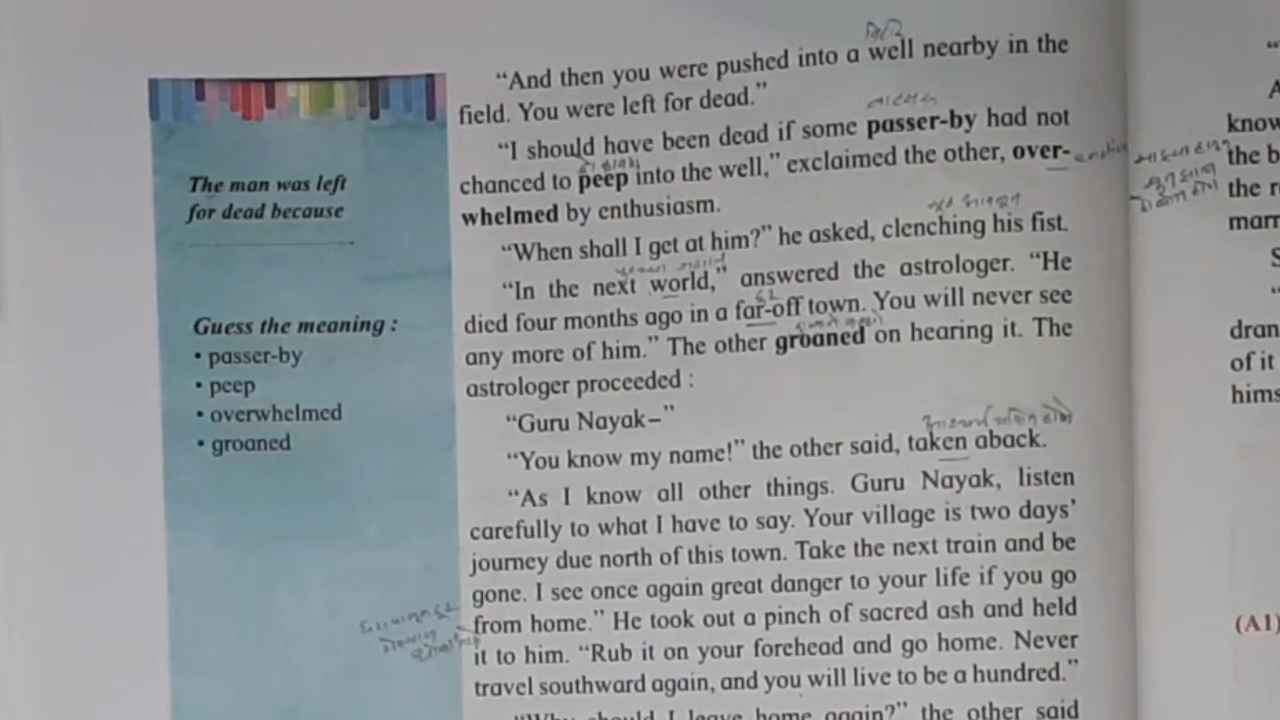 The man was left
for dead because
Guess the meaning :
• passer-by
• peep
• overwhelmed
• groaned
“And then you were pushed into a well nearby in the
field. You were left for dead.”
“I should have been dead if some passer-by had not
chanced to peep into the well,” exclaimed the other, over-
whelmed by enthusiasm.
“When shall I get at him?” he asked, clenching his fist.
“In the next world,” answered the astrologer. “He
died four months ago in a far-off town. You will never see
any more of him.” The other groaned on hearing it. The
astrologer proceeded :
“Guru Nayak–”
“You know my name!” the other said, taken aback.
“As I know all other things. Guru Nayak, listen
carefully to what I have to say. Your village is two days’
journey due north of this town. Take the next train and be
gone. I see once again great danger to your life if you go
from home.” He took out a pinch of sacred ash and held
it to him. “Rub it on your forehead and go home. Never
travel southward again, and you will live to be a hundred.”
should I leave home again?” the other said
know
the b
the r
marr
dran
of it
hims
(A1)